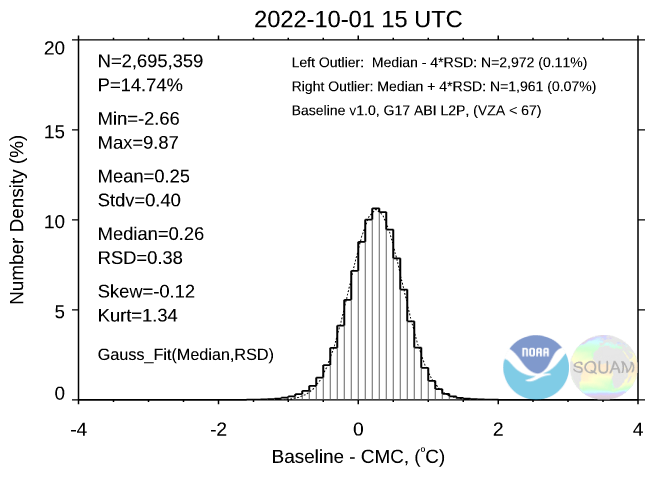 2022-10-01 15 UTC
N=2,695,359
P=14.74%
Min=-2.66
Max=9.87
Mean=0.25
Stdv=0.40
Median=0.26
RSD=0.38
Skew=-0.12
Kurt=1.34
Gauss_Fit(Median,RSD)
Left Outlier:  Median - 4*RSD: N=2,972 (0.11%)
Right Outlier: Median + 4*RSD: N=1,961 (0.07%)
Baseline v1.0, G17 ABI L2P, (VZA < 67)
Number Density (%)
20
15
10
5
0
-4 -2 0 2 4
Baseline - CMC, (°C)
NOAA
SQUAM